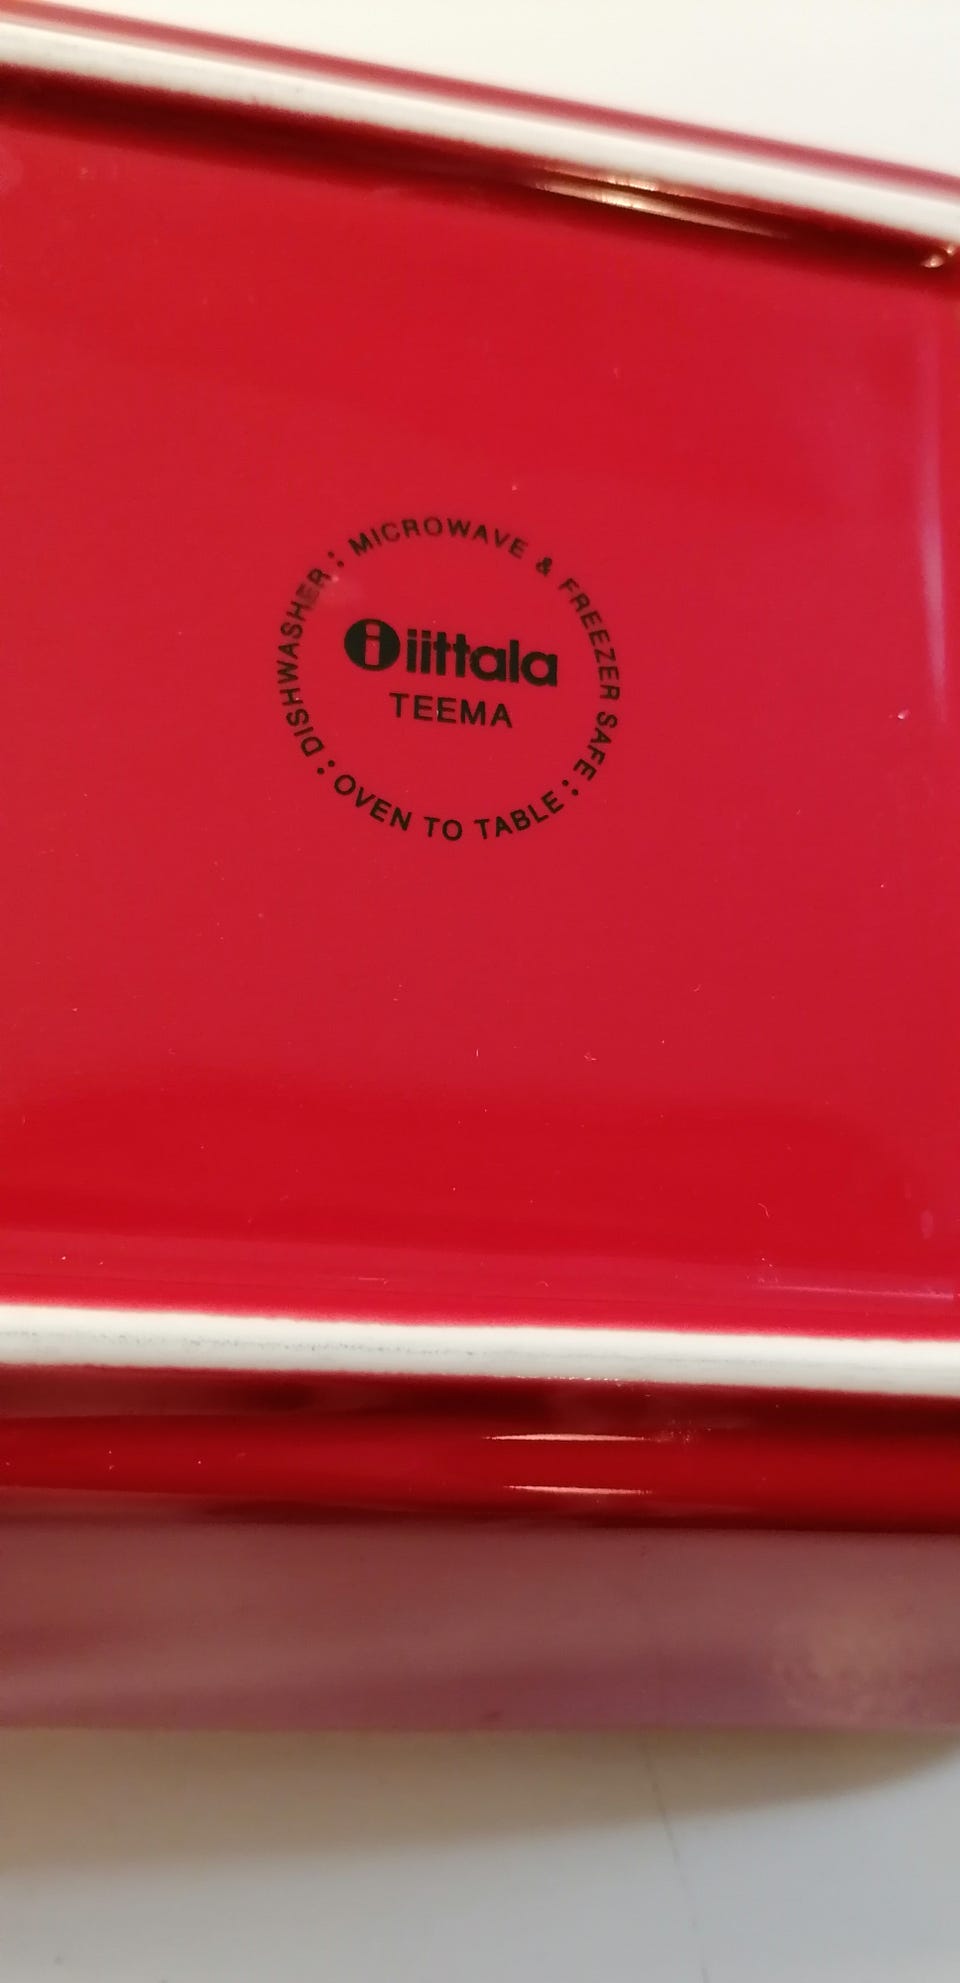 iittala
TEEMA
DISHWASHER : MICROWAVE & FREEZER SAFE : OVEN TO TABLE :